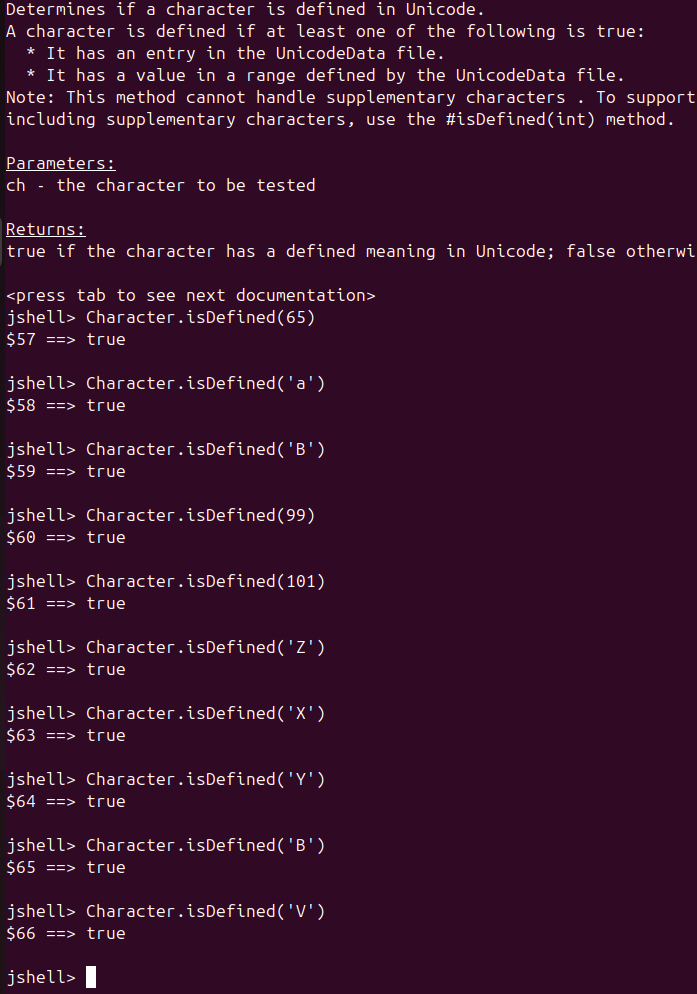 Determines if a character is defined in Unicode.
A character is defined if at least one of the following is true:
  * It has an entry in the UnicodeData file.
  * It has a value in a range defined by the UnicodeData file.
Note: This method cannot handle supplementary characters . To support
including supplementary characters, use the #isDefined(int) method.

Parameters:
ch - the character to be tested

Returns:
true if the character has a defined meaning in Unicode; false otherwi

<press tab to see next documentation>
jshell> Character.isDefined(65)
$57 ==> true

jshell> Character.isDefined('a')
$58 ==> true

jshell> Character.isDefined('B')
$59 ==> true

jshell> Character.isDefined(99)
$60 ==> true

jshell> Character.isDefined(101)
$61 ==> true

jshell> Character.isDefined('Z')
$62 ==> true

jshell> Character.isDefined('X')
$63 ==> true

jshell> Character.isDefined('Y')
$64 ==> true

jshell> Character.isDefined('B')
$65 ==> true

jshell> Character.isDefined('V')
$66 ==> true

jshell>